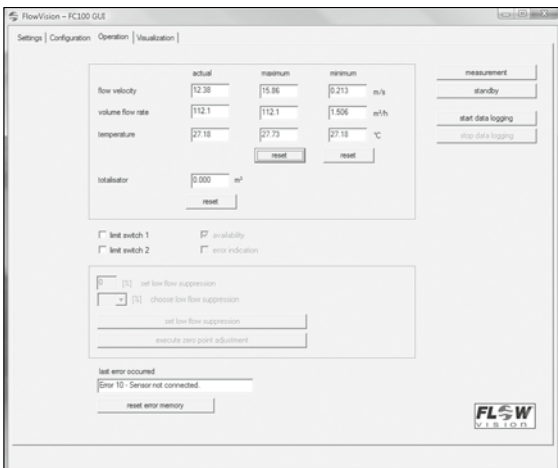 FlowVision – FC100 GUI
Settings | Configuration | Operation | Visualization
actual maximum minimum
flow velocity 12.38 15.86 0.213 m/s
volume flow rate 112.1 112.1 1.506 m³/h
temperature 27.18 27.73 27.18 °C
reset reset
totalisator 0.000 m³
reset
measurement
standby
start data logging
stop data logging
limit switch 1 availability
limit switch 2 error indication
0 [%] set low flow suppression
[%] choose low flow suppression
set low flow suppression
execute zero point adjustment
last error occurred
Error 10 - Sensor not connected.
reset error memory
FLOW
VISION